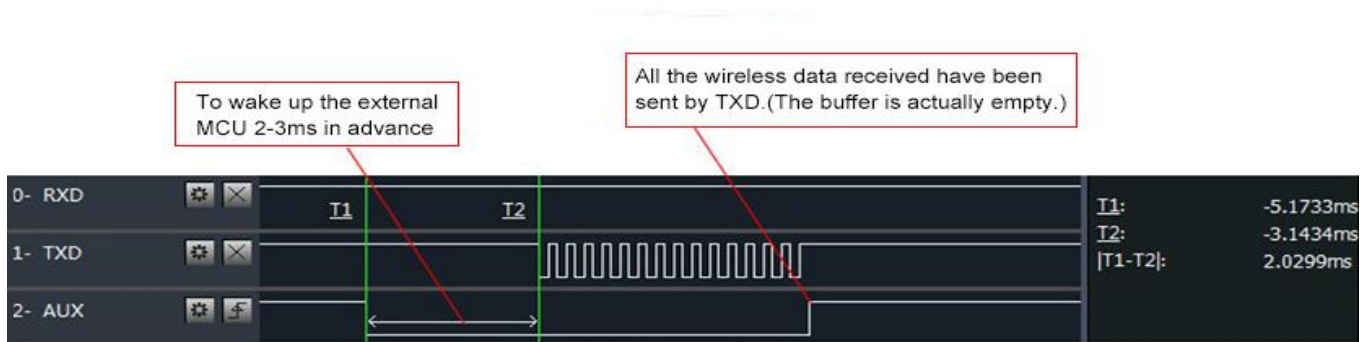 To wake up the external
MCU 2-3ms in advance
All the wireless data received have been
sent by TXD.(The buffer is actually empty.)
0- RXD
T1
T2
1- TXD
2- AUX
T1: -5.1733ms
T2: -3.1434ms
|T1-T2|: 2.0299ms